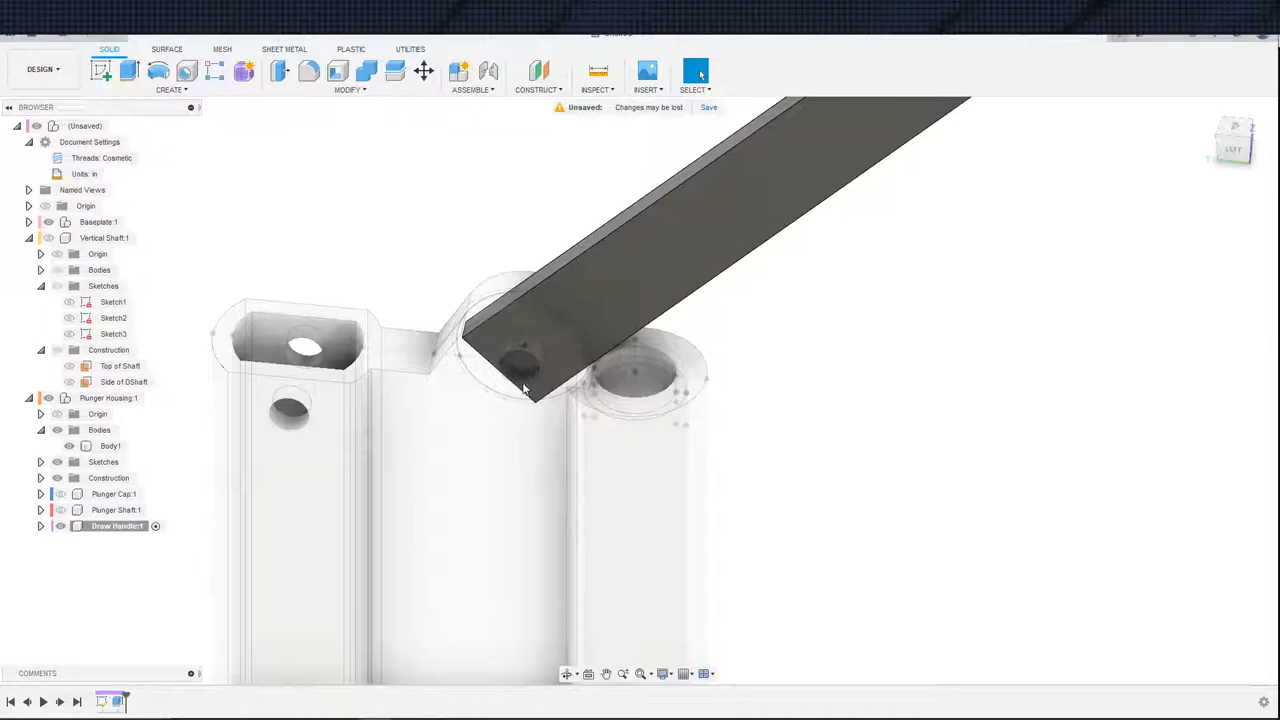 SOLID SURFACE MESH SHEET METAL PLASTIC UTILITIES
DESIGN
CREATE MODIFY ASSEMBLE CONSTRUCT INSPECT INSERT SELECT
BROWSER
Unsaved: Changes may be lost Save
(Unsaved)
Document Settings
Threads: Cosmetic
Units: in
Named Views
Origin
Baseplate:1
Vertical Shaft:1
Origin
Bodies
Sketches
Sketch1
Sketch2
Sketch3
Construction
Top of Shaft
Side of DShaft
Plunger Housing:1
Origin
Bodies
Body1
Sketches
Construction
Plunger Cap:1
Plunger Shaft:1
Draw Handle:1
LEFT
Z
Y
COMMENTS